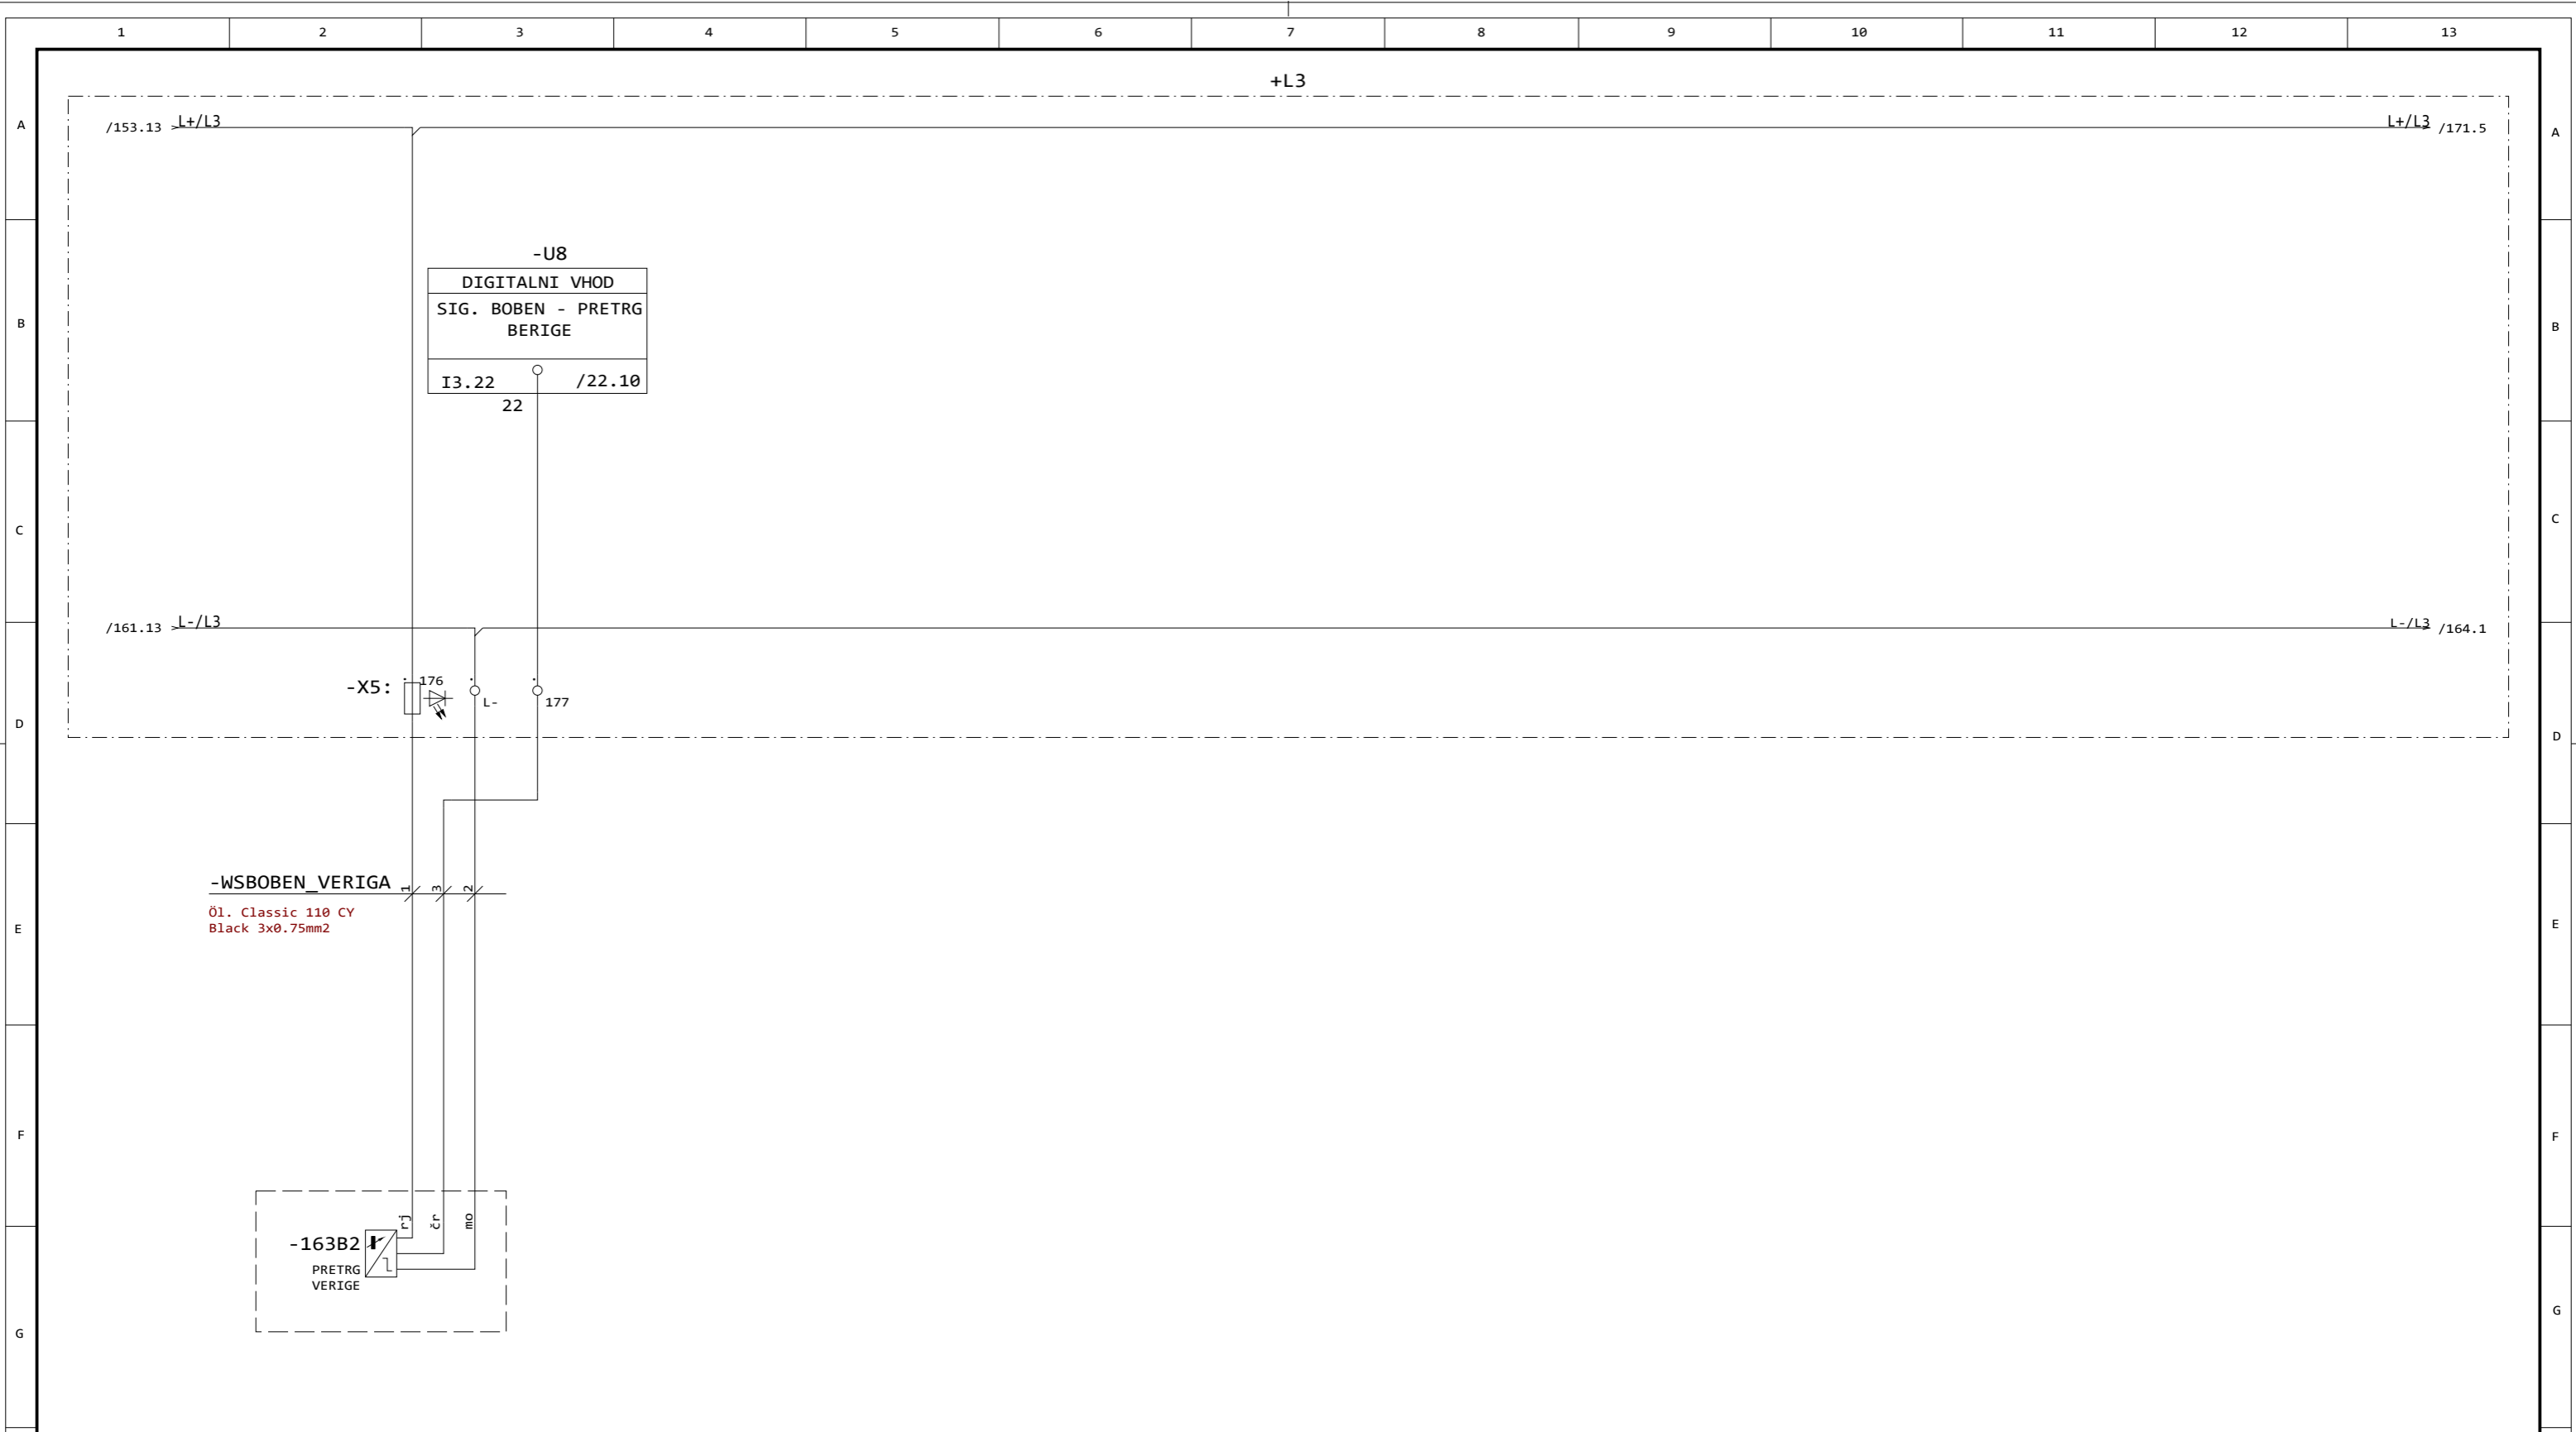 1 2 3 4 5 6 7 8 9 10 11 12 13
+L3
A /153.13 L+/L3 L+/L3 /171.5 A
-U8
DIGITALNI VHOD
SIG. BOBEN - PRETRG
BERIGE
B B
I3.22 /22.10
22
C C
/161.13 L-/L3 L-/L3 /164.1
-X5: 176
L- 177
D D
-WSBOBEN_VERIGA 1 3 2
Öl. Classic 110 CY
Black 3x0.75mm2
E E
F F
rj čr mo
-163B2
PRETRG
VERIGE
G G